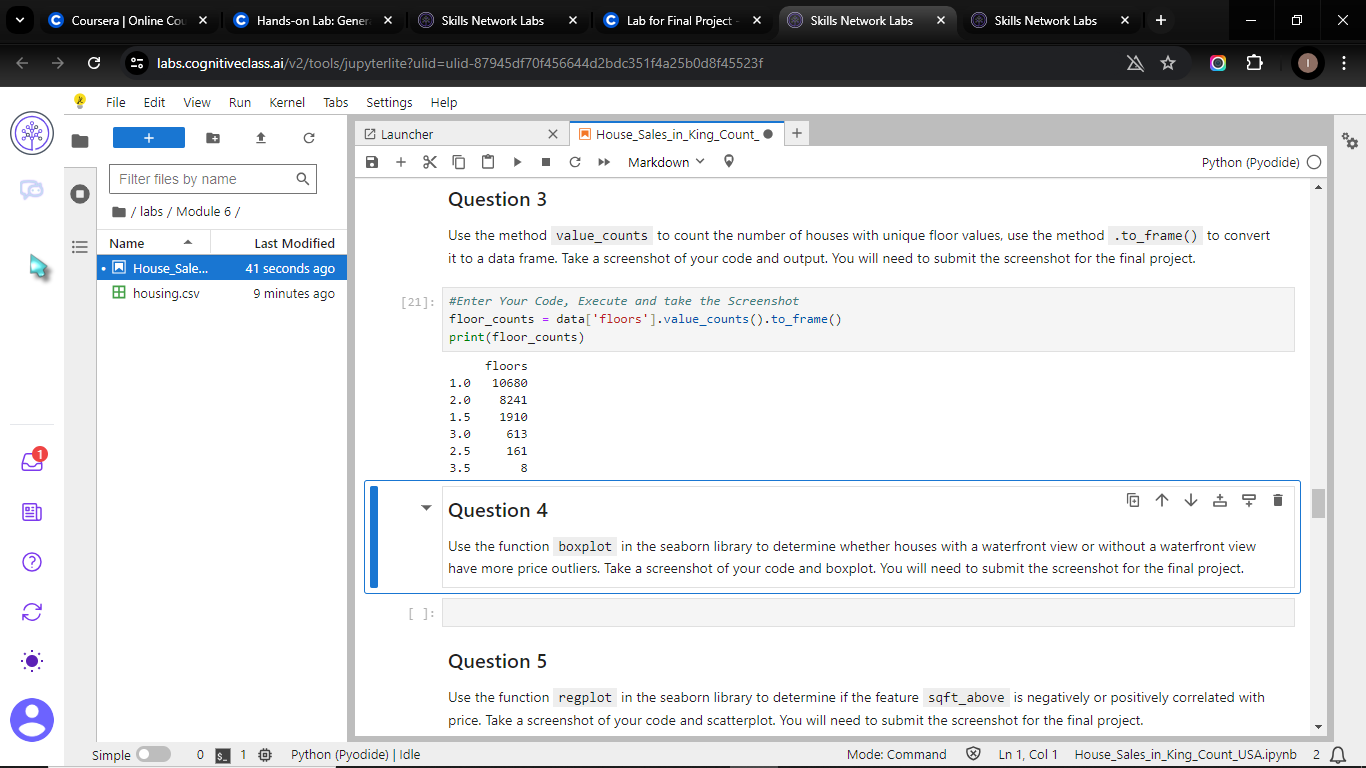 Coursera | Online Cou
Hands-on Lab: Genera
Skills Network Labs
Lab for Final Project -
Skills Network Labs
Skills Network Labs
labs.cognitiveclass.ai/v2/tools/jupyterlite?ulid=ulid-87945df70f456644d2bdc351f4a25b0d8f45523f
I
File Edit View Run Kernel Tabs Settings Help
Launcher
House_Sales_in_King_Count_
Markdown
Python (Pyodide)
Filter files by name
/ labs / Module 6 /
Name Last Modified
House_Sale... 41 seconds ago
housing.csv 9 minutes ago
1
Question 3
Use the method value_counts to count the number of houses with unique floor values, use the method .to_frame() to convert
it to a data frame. Take a screenshot of your code and output. You will need to submit the screenshot for the final project.
[21]:
#Enter Your Code, Execute and take the Screenshot
floor_counts = data['floors'].value_counts().to_frame()
print(floor_counts)
floors
1.0 10680
2.0 8241
1.5 1910
3.0 613
2.5 161
3.5 8
Question 4
Use the function boxplot in the seaborn library to determine whether houses with a waterfront view or without a waterfront view
have more price outliers. Take a screenshot of your code and boxplot. You will need to submit the screenshot for the final project.
[ ]:
Question 5
Use the function regplot in the seaborn library to determine if the feature sqft_above is negatively or positively correlated with
price. Take a screenshot of your code and scatterplot. You will need to submit the screenshot for the final project.
Simple 0 1 Python (Pyodide) | Idle Mode: Command Ln 1, Col 1 House_Sales_in_King_Count_USA.ipynb 2